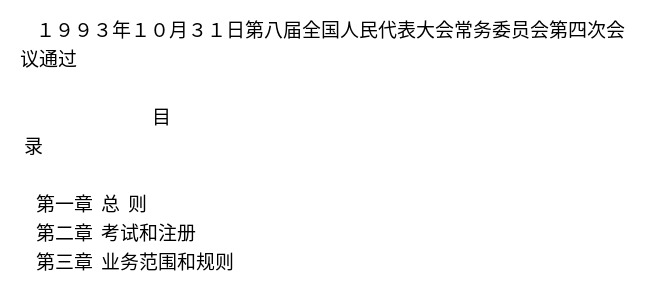 １９９３年１０月３１日第八届全国人民代表大会常务委员会第四次会
议通过
目
录
第一章 总 则
第二章 考试和注册
第三章 业务范围和规则